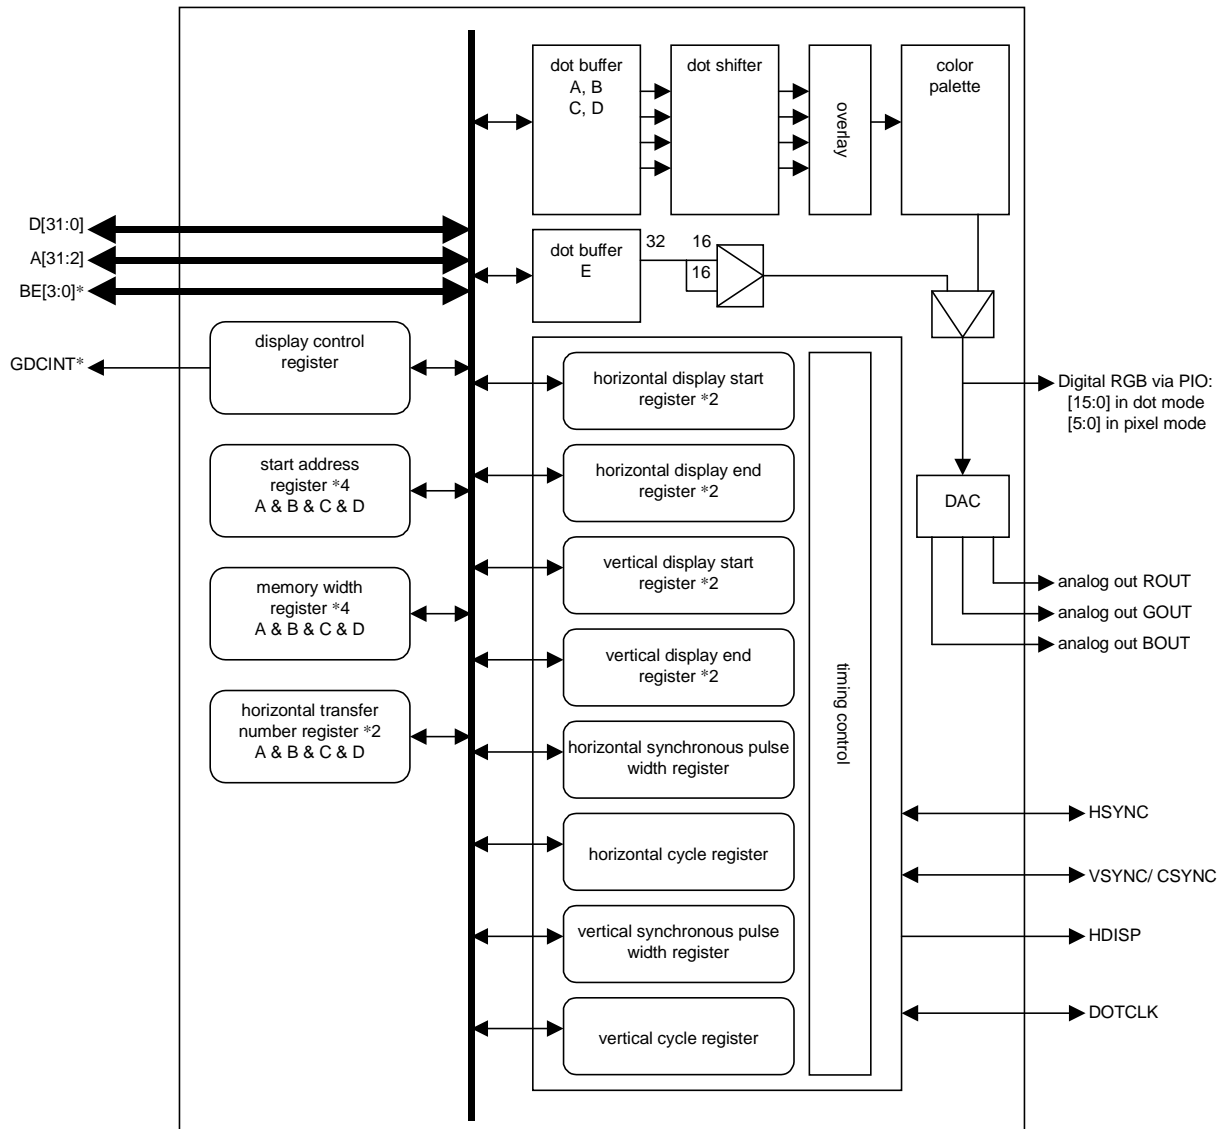 dot buffer
A, B
C, D
dot shifter
overlay
color
palette
D[31:0]
A[31:2]
BE[3:0]*
dot buffer
E
32
16
16
GDCINT*
display control
register
start address
register *4
A & B & C & D
memory width
register *4
A & B & C & D
horizontal transfer
number register *2
A & B & C & D
horizontal display start
register *2
horizontal display end
register *2
vertical display start
register *2
vertical display end
register *2
horizontal synchronous pulse
width register
horizontal cycle register
vertical synchronous pulse
width register
vertical cycle register
timing control
Digital RGB via PIO:
[15:0] in dot mode
[5:0] in pixel mode
DAC
analog out ROUT
analog out GOUT
analog out BOUT
HSYNC
VSYNC/ CSYNC
HDISP
DOTCLK